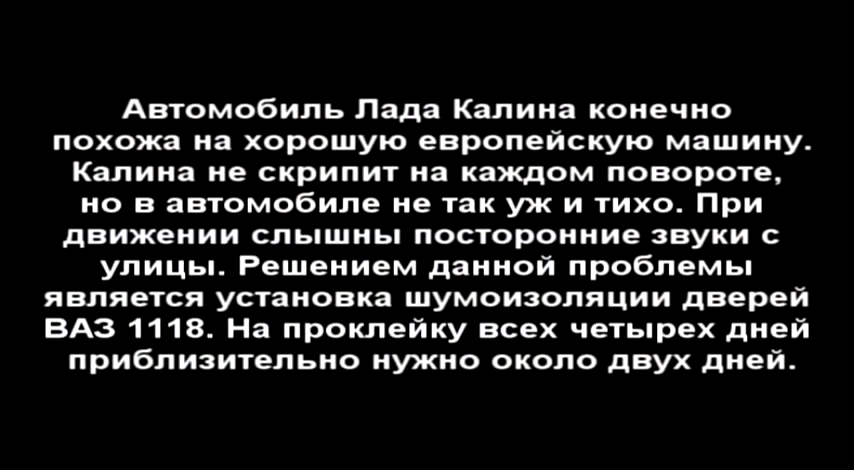 Автомобиль Лада Калина конечно
похожа на хорошую европейскую машину.
Калина не скрипит на каждом повороте,
но в автомобиле не так уж и тихо. При
движении слышны посторонние звуки с
улицы. Решением данной проблемы
является установка шумоизоляции дверей
ВАЗ 1118. На проклейку всех четырех дней
приблизительно нужно около двух дней.